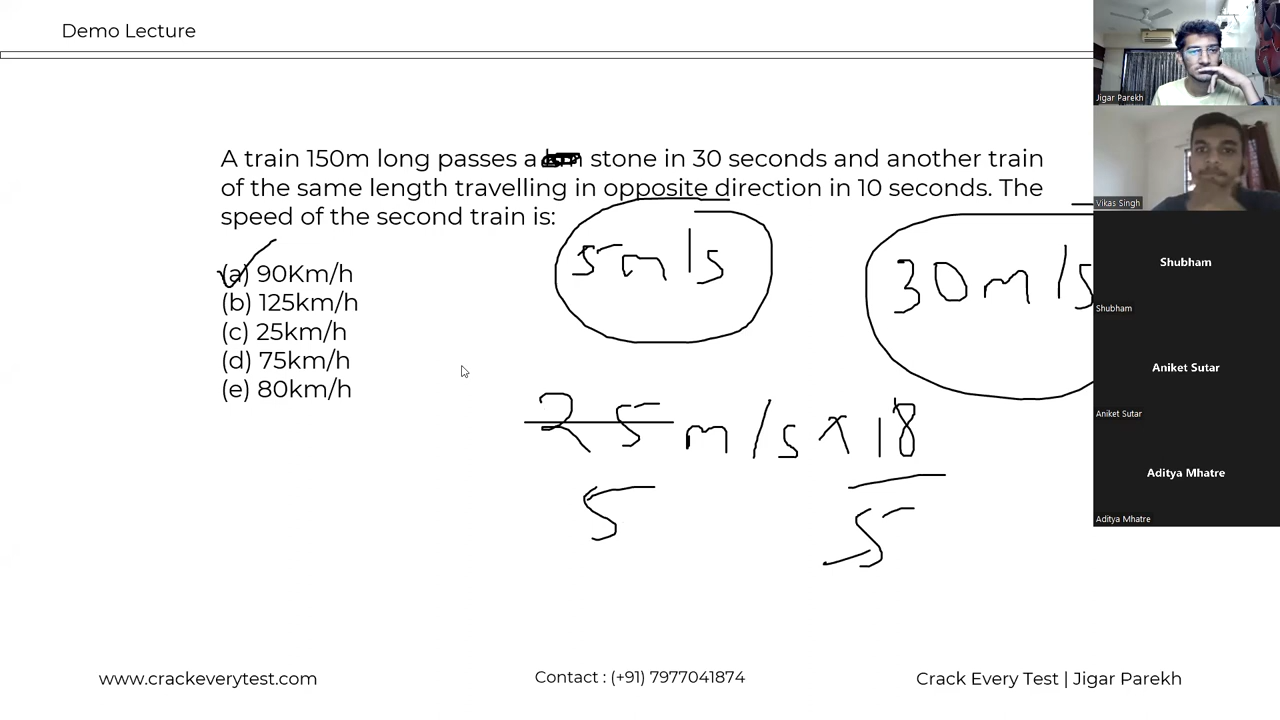 Demo Lecture
A train 150m long passes a stone in 30 seconds and another train
of the same length travelling in opposite direction in 10 seconds. The
speed of the second train is:
(a) 90Km/h
(b) 125km/h
(c) 25km/h
(d) 75km/h
(e) 80km/h
5m/s
30m/s
25m/s x 18
5
5
www.crackeverytest.com
Contact : (+91) 7977041874
Crack Every Test | Jigar Parekh
Jigar Parekh
Vikas Singh
Shubham
Shubham
Aniket Sutar
Aniket Sutar
Aditya Mhatre
Aditya Mhatre